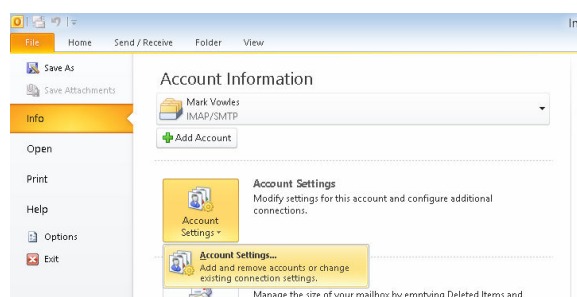 In
File Home Send / Receive Folder View
Save As
Save Attachments
Info
Open
Print
Help
Options
Exit
Account Information
Mark Vowles
IMAP/SMTP
Add Account
Account
Settings
Account Settings
Modify settings for this account and configure additional
connections.
Account Settings...
Add and remove accounts or change
existing connection settings.
Manage the size of your mailbox by emptying Deleted Items and